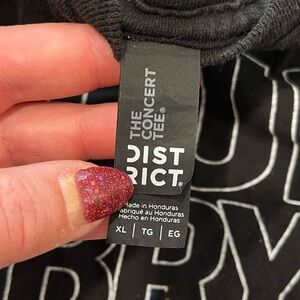 THE
CONCERT
TEE®
DIST
RICT®
Made in Honduras
Fabriqué au Honduras
Hecho en Honduras
XL | TG | EG